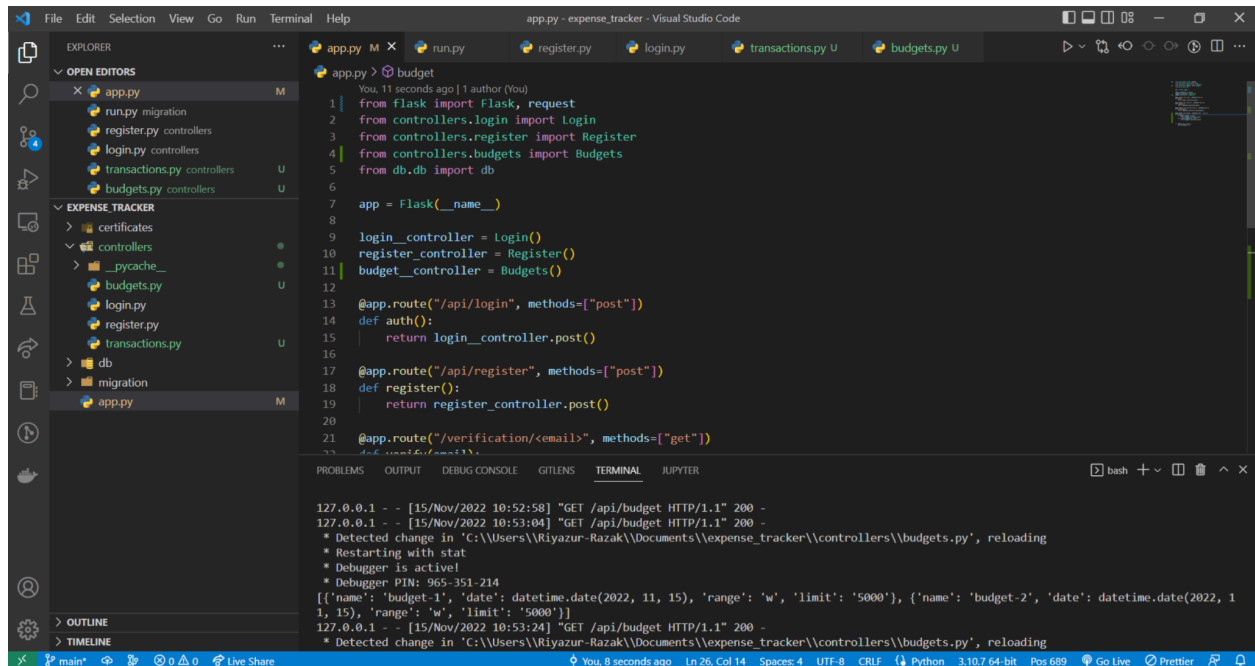 File Edit Selection View Go Run Terminal Help app.py - expense_tracker - Visual Studio Code
EXPLORER ...
app.py M run.py register.py login.py transactions.py U budgets.py U
OPEN EDITORS
app.py M
run.py migration
register.py controllers
login.py controllers
transactions.py controllers U
budgets.py controllers U
EXPENSE_TRACKER
certificates
controllers
__pycache__
budgets.py U
login.py
register.py
transactions.py U
db
migration
app.py M
OUTLINE
TIMELINE
4
app.py > budget
You, 11 seconds ago | 1 author (You)
1 from flask import Flask, request
2 from controllers.login import Login
3 from controllers.register import Register
4 from controllers.budgets import Budgets
5 from db.db import db
6
7 app = Flask(__name__)
8
9 login__controller = Login()
10 register_controller = Register()
11 budget__controller = Budgets()
12
13 @app.route("/api/login", methods=["post"])
14 def auth():
15 return login__controller.post()
16
17 @app.route("/api/register", methods=["post"])
18 def register():
19 return register_controller.post()
20
21 @app.route("/verification/<email>", methods=["get"])
22 def verify(email):
PROBLEMS OUTPUT DEBUG CONSOLE GITLENS TERMINAL JUPYTER bash
127.0.0.1 - - [15/Nov/2022 10:52:58] "GET /api/budget HTTP/1.1" 200 -
127.0.0.1 - - [15/Nov/2022 10:53:04] "GET /api/budget HTTP/1.1" 200 -
* Detected change in 'C:\\Users\\Riyazur-Razak\\Documents\\expense_tracker\\controllers\\budgets.py', reloading
* Restarting with stat
* Debugger is active!
* Debugger PIN: 965-351-214
[{'name': 'budget-1', 'date': datetime.date(2022, 11, 15), 'range': 'w', 'limit': '5000'}, {'name': 'budget-2', 'date': datetime.date(2022, 1
1, 15), 'range': 'w', 'limit': '5000'}]
127.0.0.1 - - [15/Nov/2022 10:53:24] "GET /api/budget HTTP/1.1" 200 -
* Detected change in 'C:\\Users\\Riyazur-Razak\\Documents\\expense_tracker\\controllers\\budgets.py', reloading
main* 0 0 Live Share You, 8 seconds ago Ln 26, Col 14 Spaces: 4 UTF-8 CRLF Python 3.10.7 64-bit Pos 689 Go Live Prettier